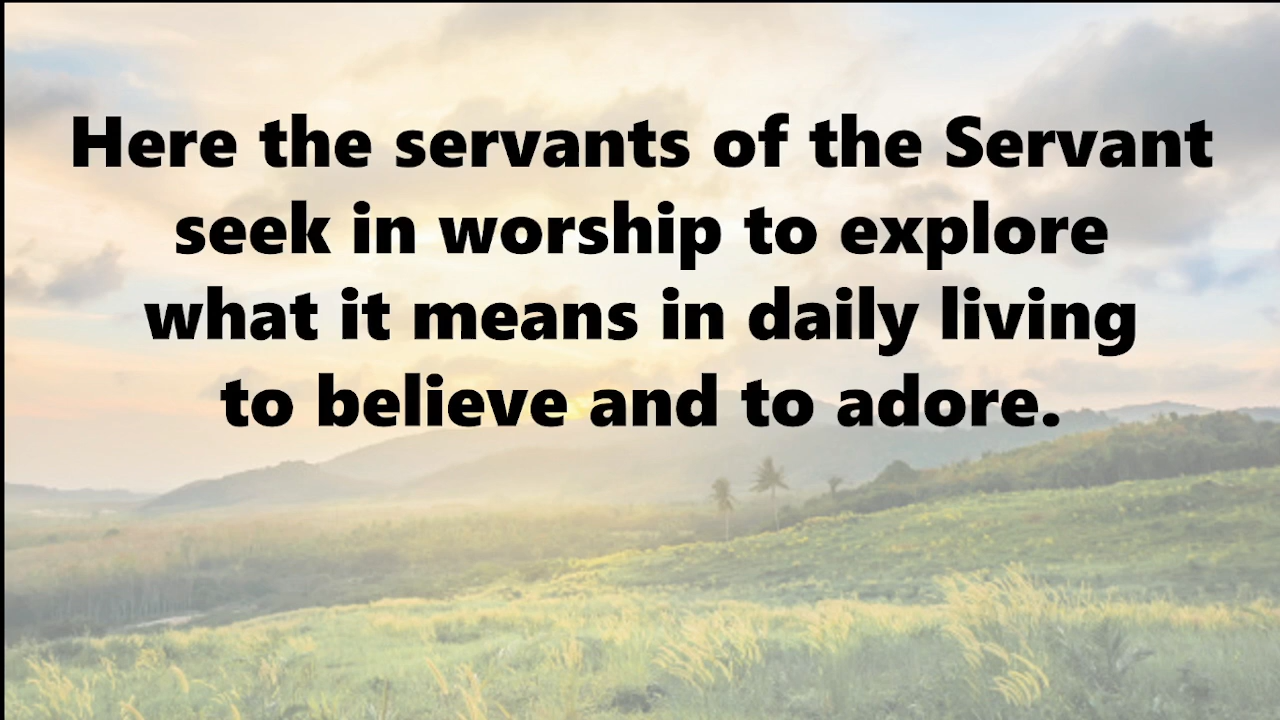 Here the servants of the Servant
seek in worship to explore
what it means in daily living
to believe and to adore.